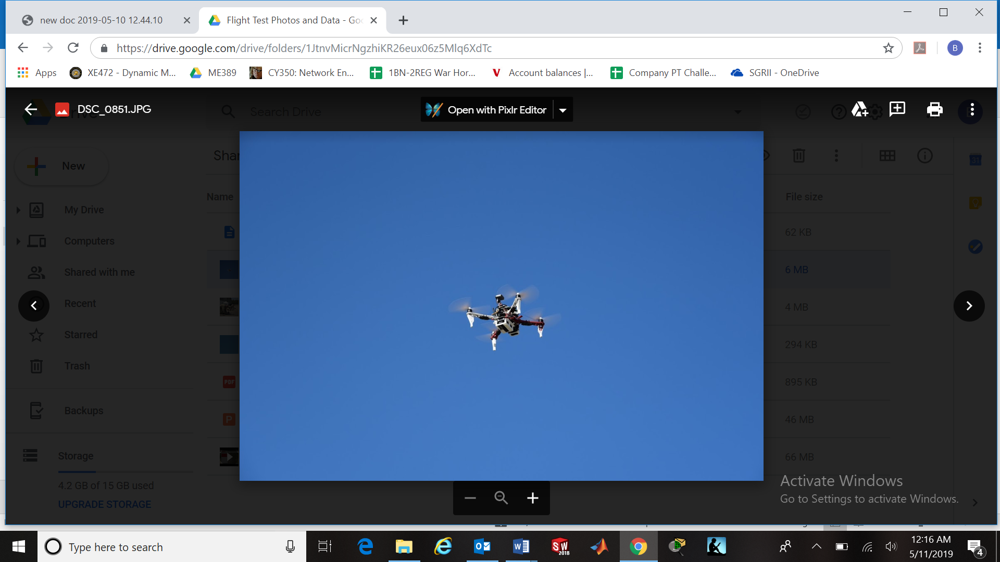 new doc 2019-05-10 12.44.10
Flight Test Photos and Data - Goo
https://drive.google.com/drive/folders/1JtnvMicrNgzhiKR26eux06z5Mlq6XdTc
B
Apps
XE472 - Dynamic M...
ME389
CY350: Network En...
1BN-2REG War Hor...
Account balances |...
Company PT Challe...
SGRII - OneDrive
DSC_0851.JPG
Search Drive
Open with Pixlr Editor
New
Shar
Name
File size
My Drive
62 KB
Computers
6 MB
Shared with me
Recent
4 MB
Starred
294 KB
Trash
PDF
895 KB
Backups
P
46 MB
Storage
66 MB
4.2 GB of 15 GB used
UPGRADE STORAGE
31
Activate Windows
Go to Settings to activate Windows.
Type here to search
SW
2018
12:16 AM
5/11/2019
4